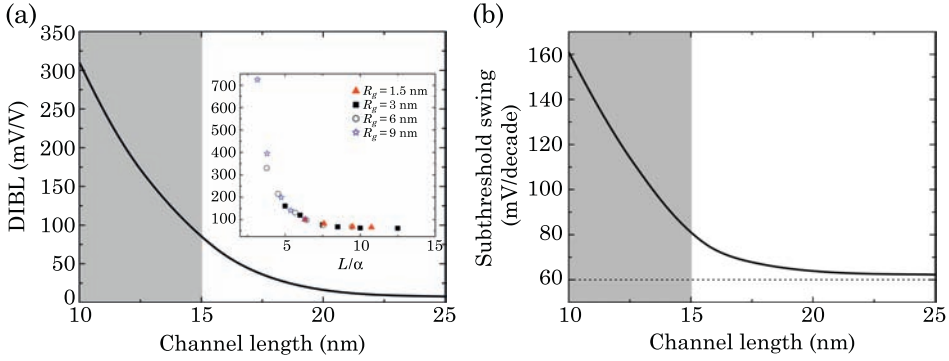 (a)
350
300
250
200
150
100
50
0
DIBL (mV/V)
10
15
20
25
Channel length (nm)
700
600
500
400
300
200
100
5
10
15
L/α
R_g = 1.5 nm
R_g = 3 nm
R_g = 6 nm
R_g = 9 nm
(b)
160
140
120
100
80
60
Subthreshold swing
(mV/decade)
10
15
20
25
Channel length (nm)